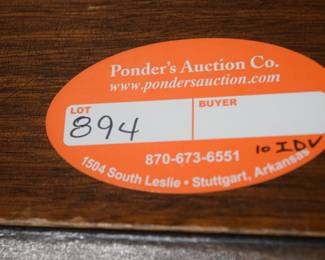 Ponder's Auction Co.
www.pondersauction.com
LOT BUYER
894
870-673-6551 10 IDV
1504 South Leslie • Stuttgart, Arkansas